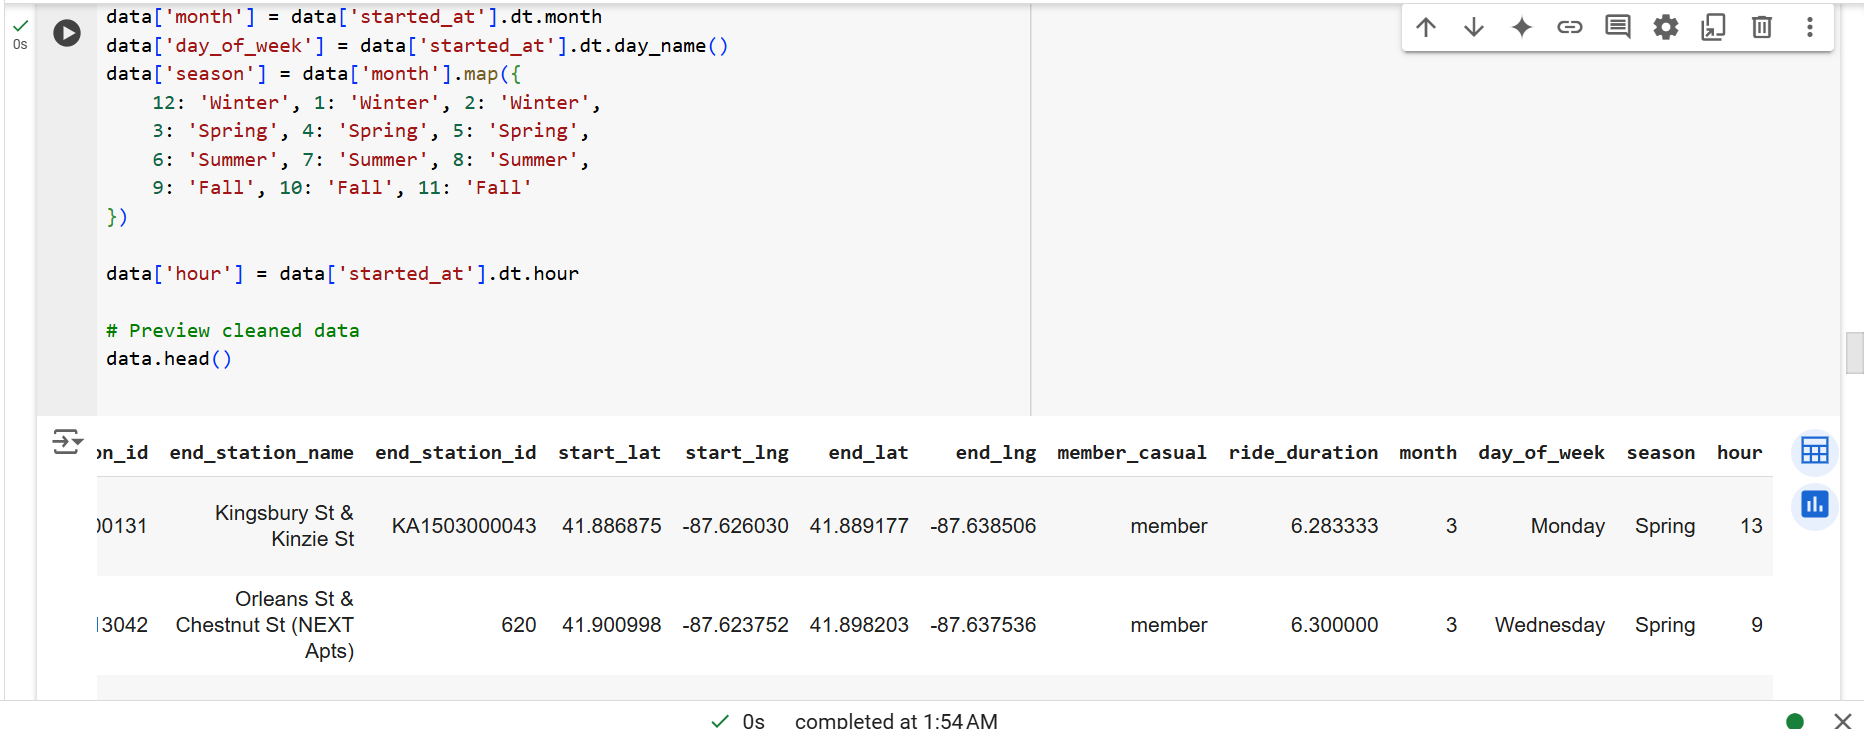 data['month'] = data['started_at'].dt.month
0s
data['day_of_week'] = data['started_at'].dt.day_name()
data['season'] = data['month'].map({
    12: 'Winter', 1: 'Winter', 2: 'Winter',
    3: 'Spring', 4: 'Spring', 5: 'Spring',
    6: 'Summer', 7: 'Summer', 8: 'Summer',
    9: 'Fall', 10: 'Fall', 11: 'Fall'
})
data['hour'] = data['started_at'].dt.hour
# Preview cleaned data
data.head()
on_id end_station_name end_station_id start_lat start_lng end_lat end_lng member_casual ride_duration month day_of_week season hour
00131 Kingsbury St & Kinzie St KA1503000043 41.886875 -87.626030 41.889177 -87.638506 member 6.283333 3 Monday Spring 13
13042 Orleans St & Chestnut St (NEXT Apts) 620 41.900998 -87.623752 41.898203 -87.637536 member 6.300000 3 Wednesday Spring 9
0s completed at 1:54 AM